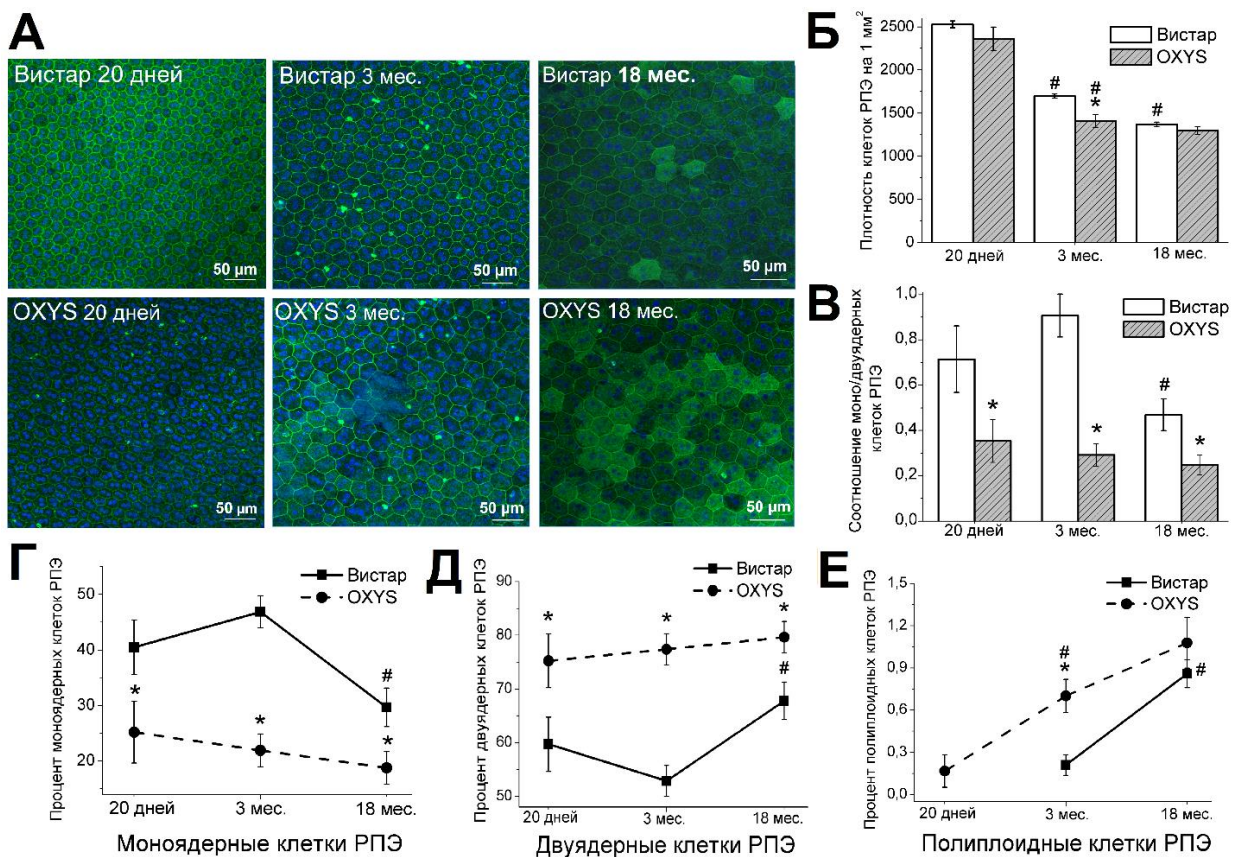 А
Вистар 20 дней
50 µm
Вистар 3 мес.
50 µm
Вистар 18 мес.
50 µm
OXYS 20 дней
50 µm
OXYS 3 мес.
50 µm
OXYS 18 мес.
50 µm
Б
Плотность клеток РПЭ на 1 мм²
2500
2000
1500
1000
500
0
Вистар
OXYS
#
#
*
#
20 дней
3 мес.
18 мес.
В
Соотношение моно/двуядерных
клеток РПЭ
1,0
0,8
0,6
0,4
0,2
0,0
Вистар
OXYS
*
*
#
*
20 дней
3 мес.
18 мес.
Г
Процент моноядерных клеток РПЭ
50
40
30
20
Вистар
OXYS
*
*
#
*
20 дней
3 мес.
18 мес.
Моноядерные клетки РПЭ
Д
Процент двуядерных клеток РПЭ
90
80
70
60
50
Вистар
OXYS
*
*
*
#
20 дней
3 мес.
18 мес.
Двуядерные клетки РПЭ
Е
Процент полиплоидных клеток РПЭ
1,5
1,2
0,9
0,6
0,3
0,0
Вистар
OXYS
#
*
#
20 дней
3 мес.
18 мес.
Полиплоидные клетки РПЭ